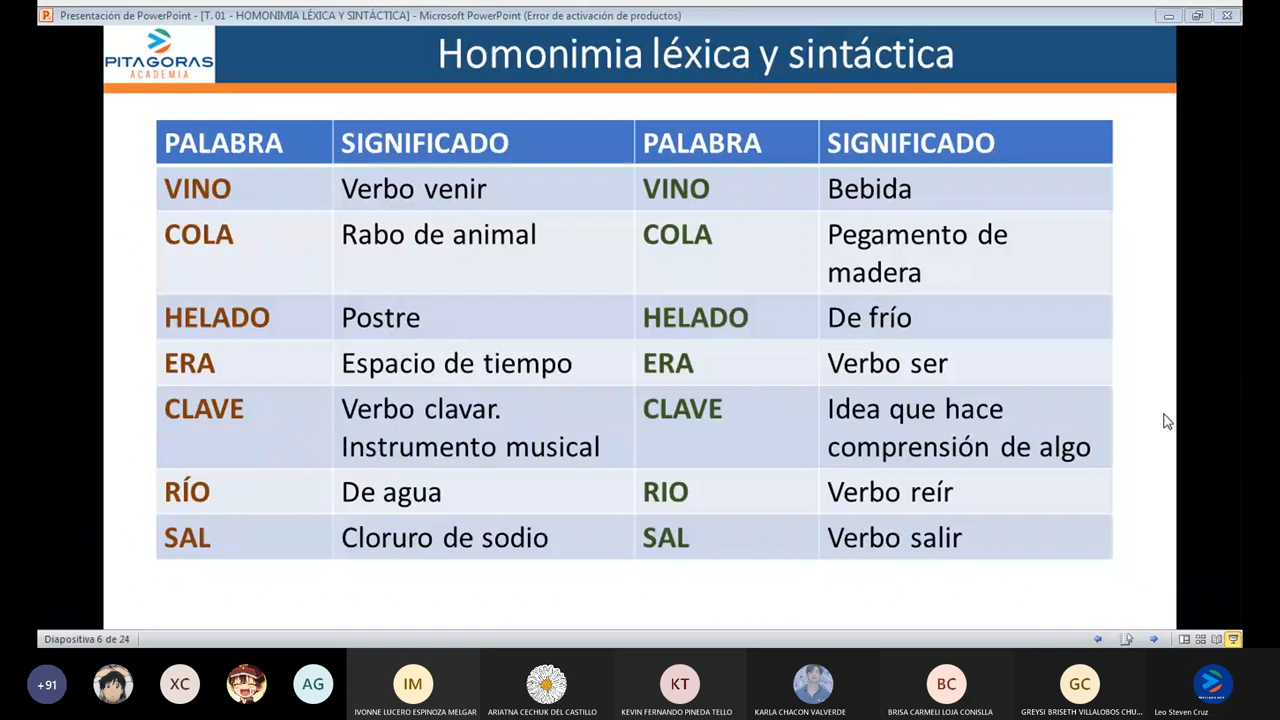 Presentación de PowerPoint - [T. 01 - HOMONIMIA LÉXICA Y SINTÁCTICA] - Microsoft PowerPoint (Error de activación de productos)
PITAGORAS
ACADEMIA
Homonimia léxica y sintáctica
PALABRA SIGNIFICADO PALABRA SIGNIFICADO
VINO Verbo venir VINO Bebida
COLA Rabo de animal COLA Pegamento de
madera
HELADO Postre HELADO De frío
ERA Espacio de tiempo ERA Verbo ser
CLAVE Verbo clavar. CLAVE Idea que hace
Instrumento musical comprensión de algo
RÍO De agua RIO Verbo reír
SAL Cloruro de sodio SAL Verbo salir
Diapositiva 6 de 24
+91 XC AG IM KT BC GC
IVONNE LUCERO ESPINOZA MELGAR ARIATNA CECHUK DEL CASTILLO KEVIN FERNANDO PINEDA TELLO KARLA CHACON VALVERDE BRISA CARMELI LOJA CONISLLA GREYSI BRISETH VILLALOBOS CHU... Leo Steven Cruz